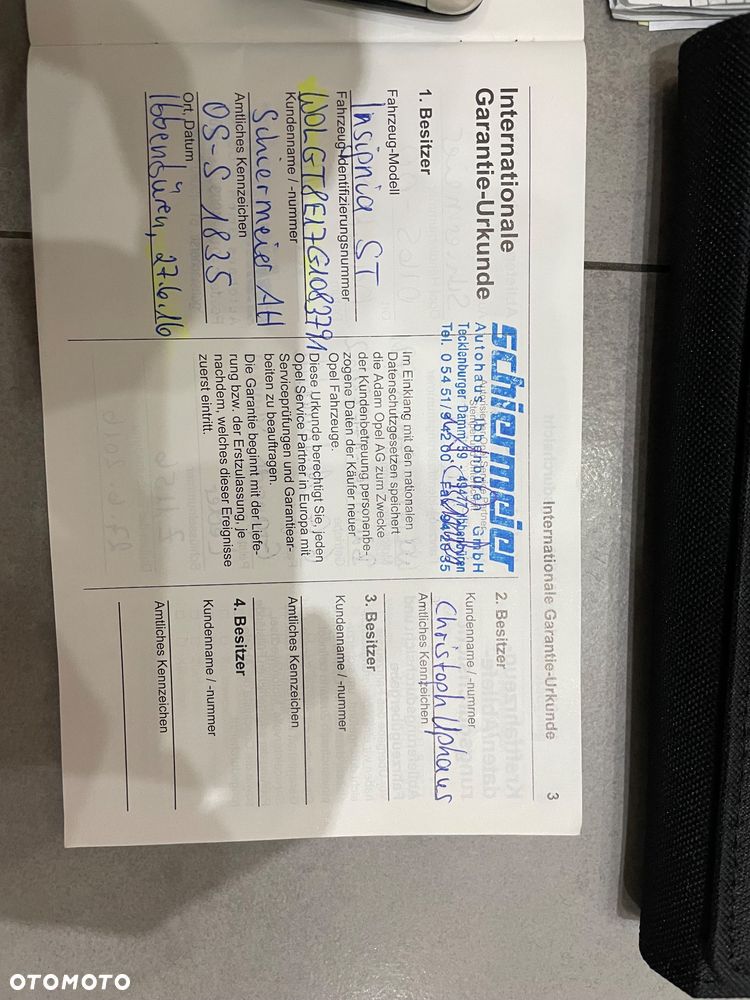 Internationale Garantie-Urkunde
3
Internationale
Garantie-Urkunde
1. Besitzer
Fahrzeug-Modell
Insignia ST
Fahrzeug-Identifizierungsnummer
W0LGT8E17G1083791
Kundenname / -nummer
Schiermeier AH
Amtliches Kennzeichen
OS-S 1835
Ort, Datum
Ibbenbüren, 27.6.16
schiermeier
Autohaus Ibbenbüren GmbH
Tecklenburger Damm
Tel. 05451/
Im Einklang mit den nationalen
Datenschutzgesetzen speichert
die Adam Opel AG zum Zwecke
der Kundenbetreuung personenbe-
zogene Daten der Käufer neuer
Opel Fahrzeuge.
Diese Urkunde berechtigt Sie, jeden
Opel Service Partner in Europa mit
Serviceprüfungen und Garantiear-
beiten zu beauftragen.
Die Garantie beginnt mit der Liefe-
rung bzw. der Erstzulassung, je
nachdem, welches dieser Ereignisse
zuerst eintritt.
2. Besitzer
Kundenname / -nummer
Christoph Uphaus
Amtliches Kennzeichen
3. Besitzer
Kundenname / -nummer
Amtliches Kennzeichen
4. Besitzer
Kundenname / -nummer
Amtliches Kennzeichen
OTOMOTO